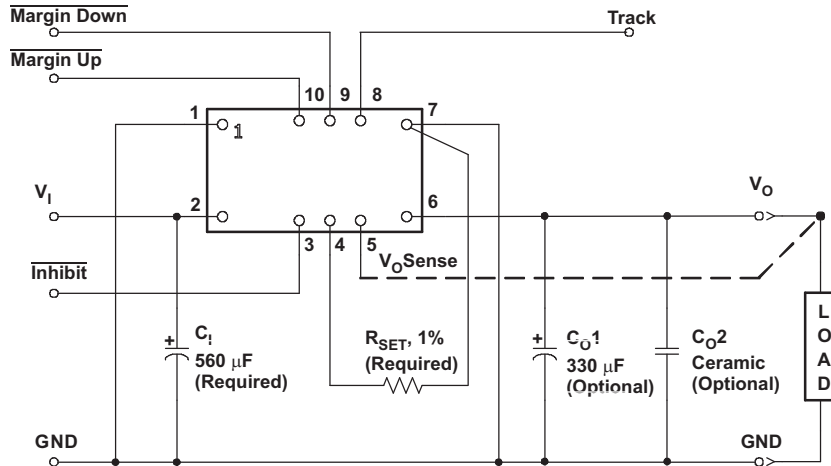 Margin Down
Track
Margin Up
10 9 8
1 7
1
V_I
V_O
2 6
3 4 5
V_OSense
Inhibit
C_I
560 μF
(Required)
R_SET, 1%
(Required)
C_O1
330 μF
(Optional)
C_O2
Ceramic
(Optional)
LOAD
GND
GND